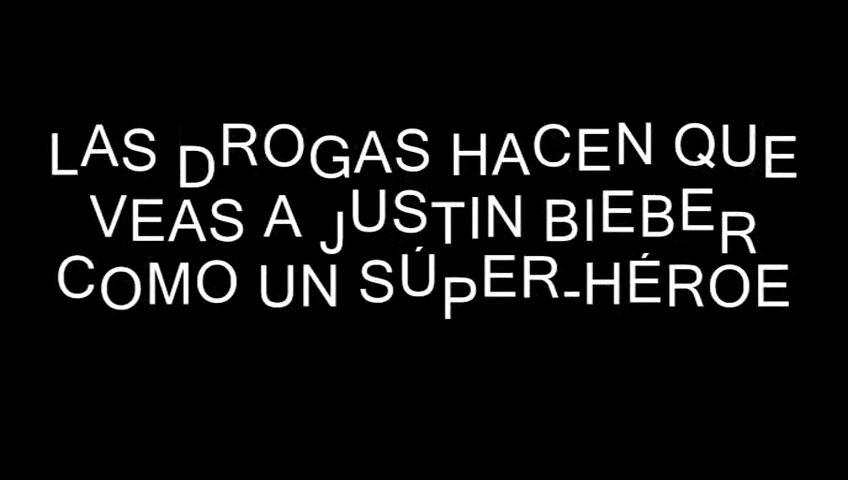 LAS DROGAS HACEN QUE
VEAS A JUSTIN BIEBER
COMO UN SÚPER-HÉROE